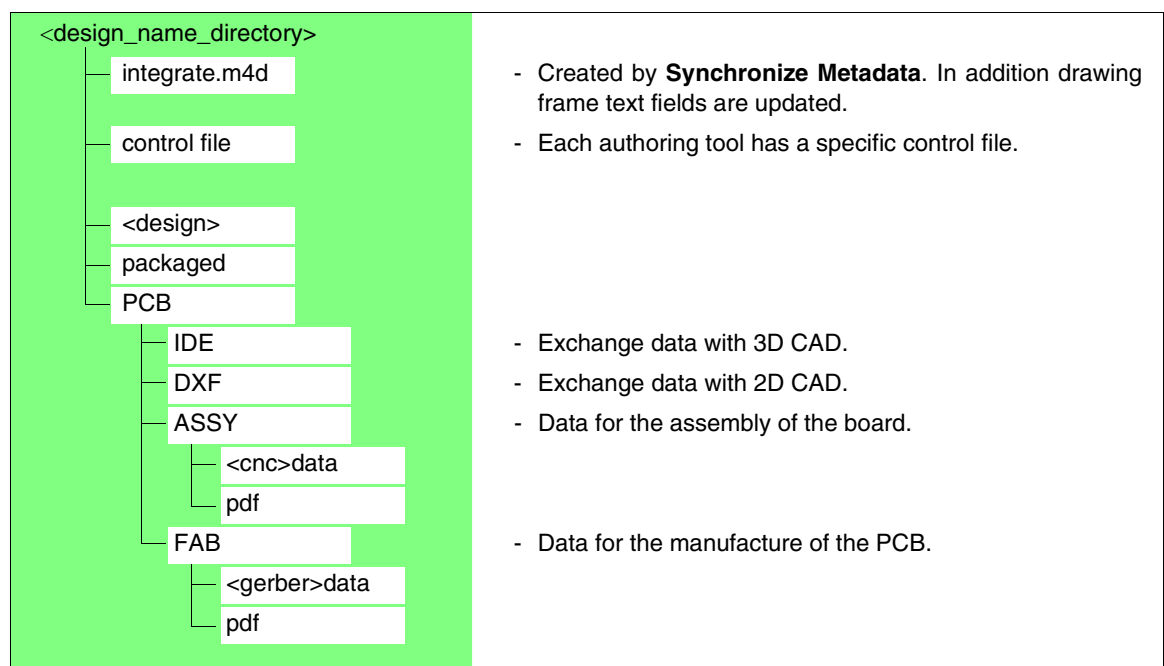 <design_name_directory>
integrate.m4d
- Created by Synchronize Metadata. In addition drawing
frame text fields are updated.
control file
- Each authoring tool has a specific control file.
<design>
packaged
PCB
IDE
- Exchange data with 3D CAD.
DXF
- Exchange data with 2D CAD.
ASSY
- Data for the assembly of the board.
<cnc>data
pdf
FAB
- Data for the manufacture of the PCB.
<gerber>data
pdf